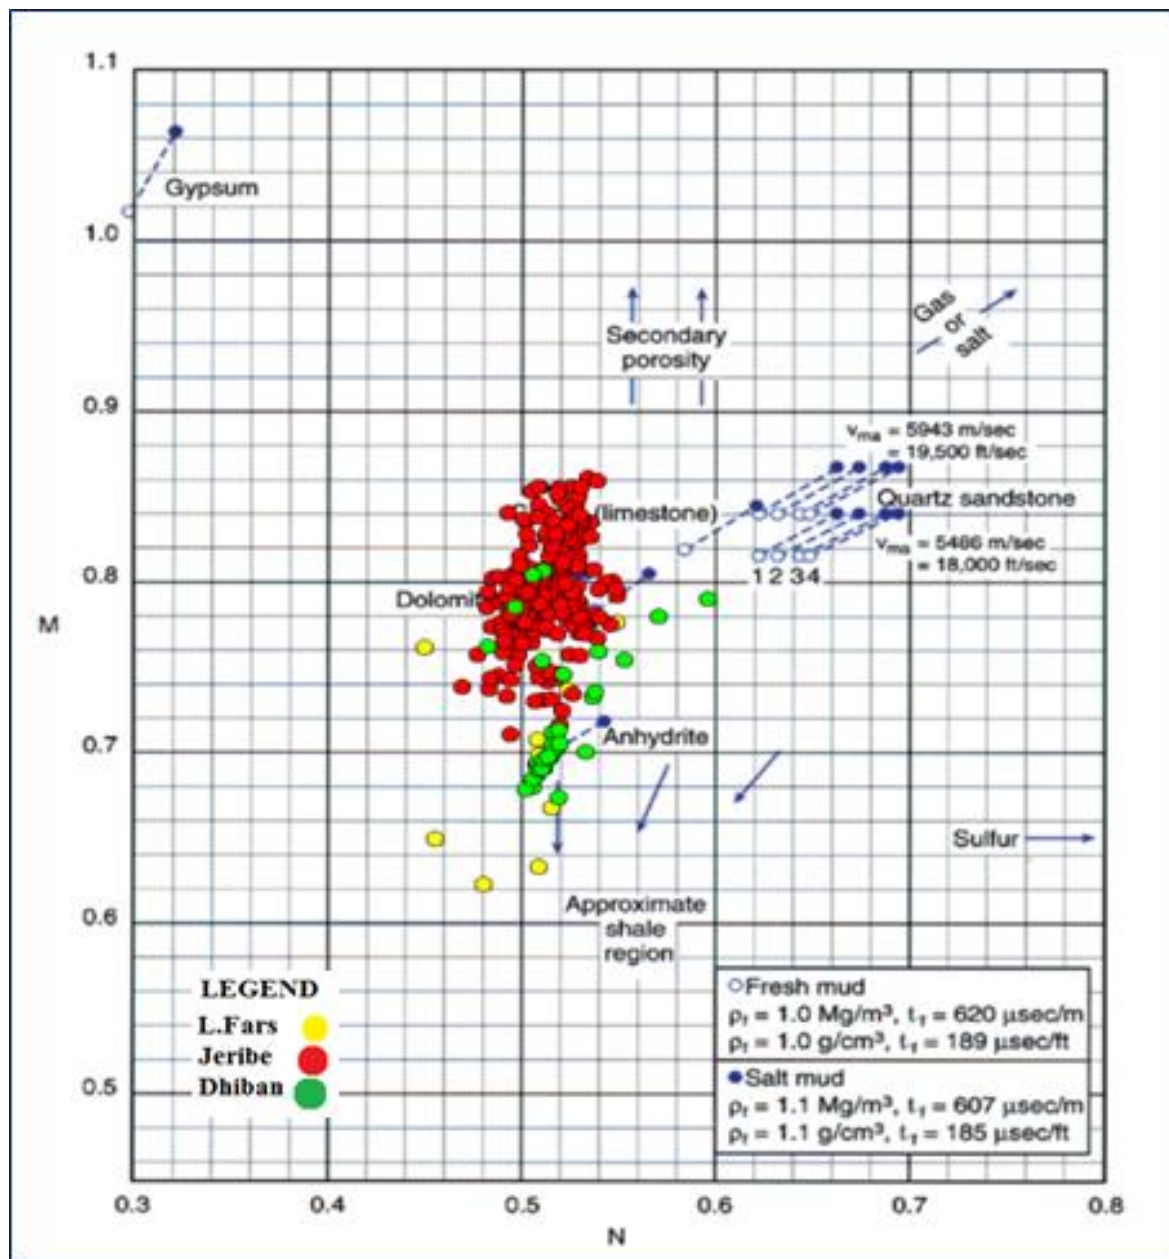 1.1
Gypsum
1.0
Gas
or
salt
Secondary
porosity
0.9
v_ma = 5943 m/sec
= 19,500 ft/sec
(limestone)
Quartz sandstone
v_ma = 5486 m/sec
= 18,000 ft/sec
1 2 3 4
0.8
Dolomit
M
0.7
Anhydrite
Sulfur
0.6
Approximate
shale
region
LEGEND
L.Fars
Jeribe
Dhiban
0.5
Fresh mud
ρf = 1.0 Mg/m³, tf = 620 μsec/m
ρf = 1.0 g/cm³, tf = 189 μsec/ft
Salt mud
ρf = 1.1 Mg/m³, tf = 607 μsec/m
ρf = 1.1 g/cm³, tf = 185 μsec/ft
0.3 0.4 0.5 0.6 0.7 0.8
N